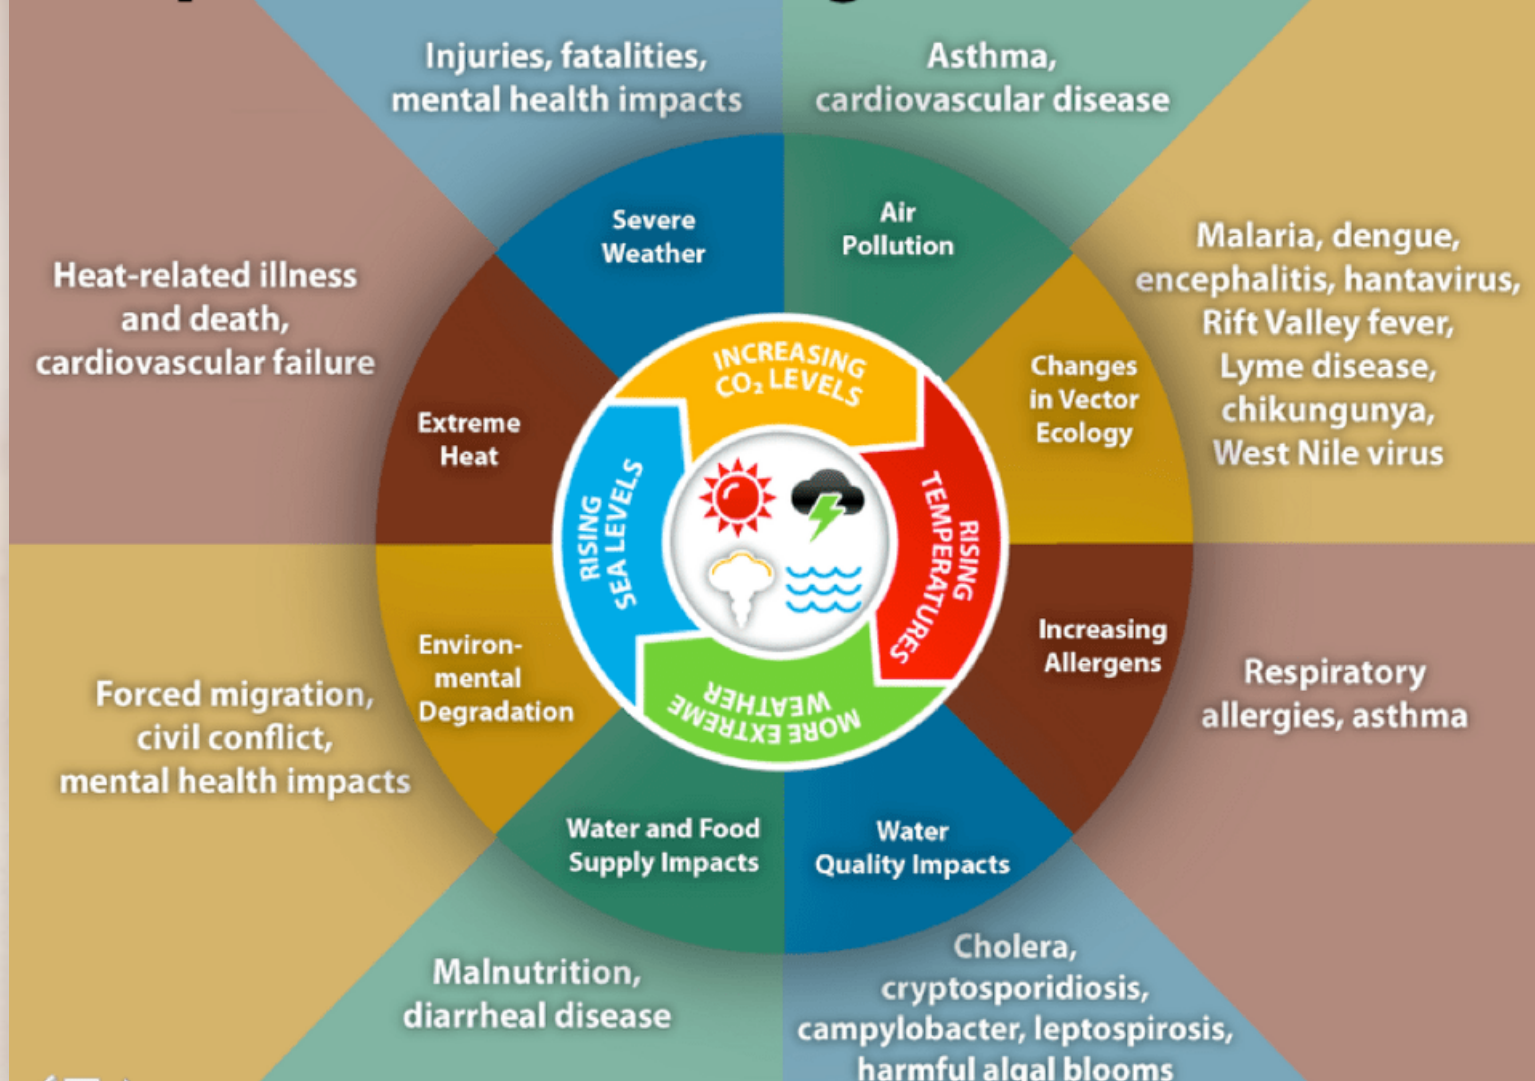 Injuries, fatalities,
mental health impacts
Asthma,
cardiovascular disease
Severe
Weather
Air
Pollution
Malaria, dengue,
encephalitis, hantavirus,
Rift Valley fever,
Lyme disease,
chikungunya,
West Nile virus
Heat-related illness
and death,
cardiovascular failure
Changes
in Vector
Ecology
Extreme
Heat
INCREASING
CO₂ LEVELS
RISING
TEMPERATURES
MORE EXTREME
WEATHER
RISING
SEA LEVELS
Environ-
mental
Degradation
Increasing
Allergens
Forced migration,
civil conflict,
mental health impacts
Respiratory
allergies, asthma
Water and Food
Supply Impacts
Water
Quality Impacts
Malnutrition,
diarrheal disease
Cholera,
cryptosporidiosis,
campylobacter, leptospirosis,
harmful algal blooms